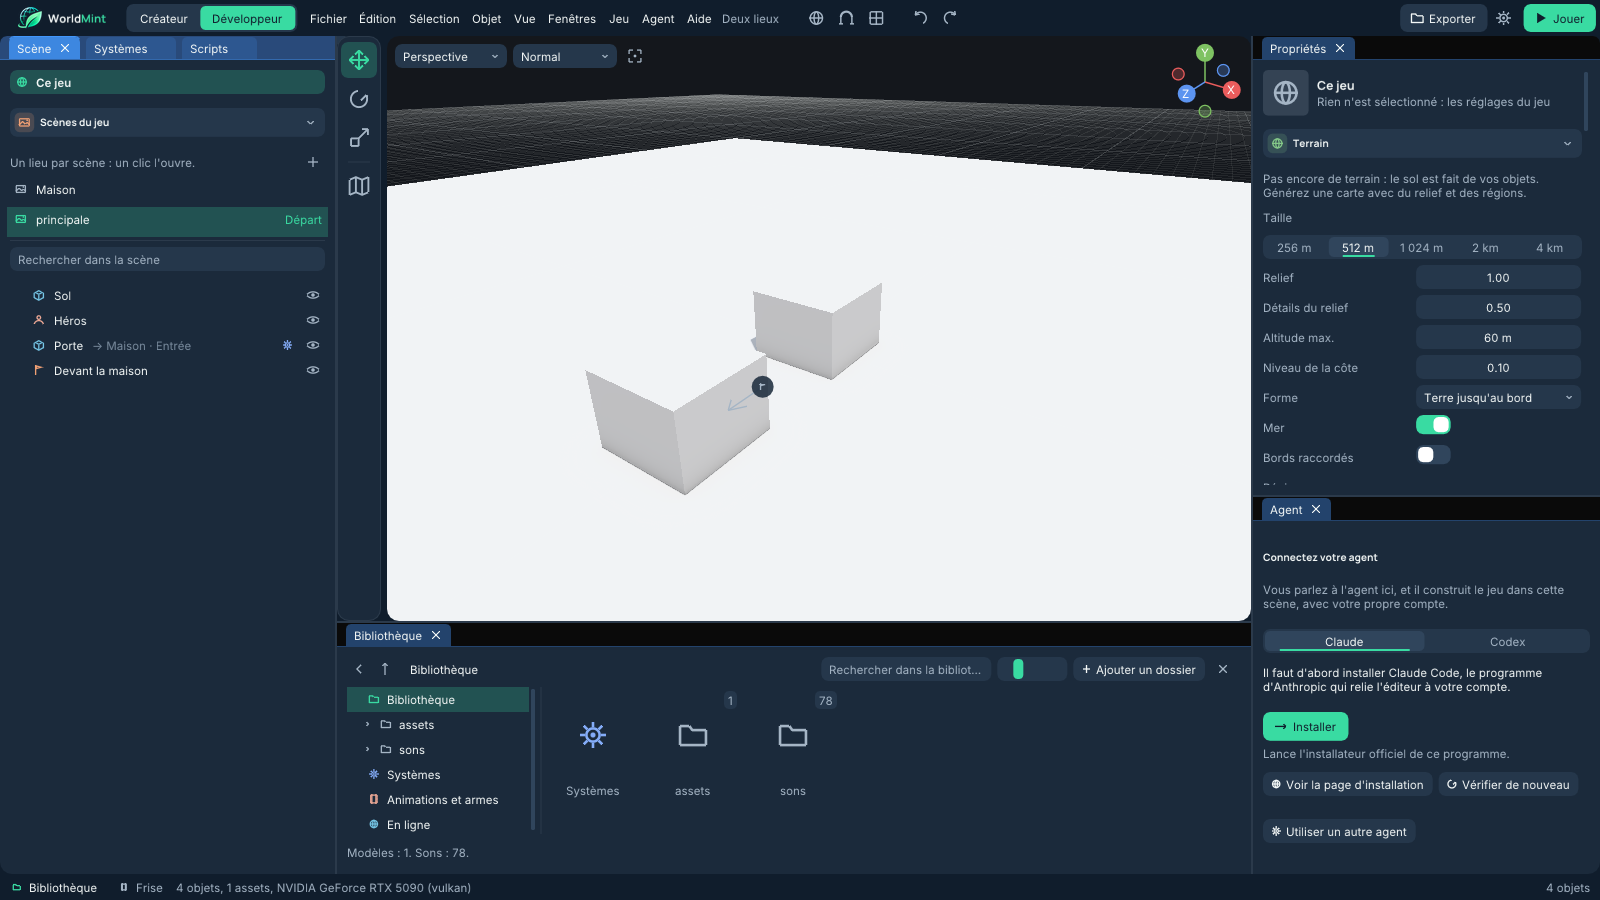 WorldMint
Créateur
Développeur
Fichier
Édition
Sélection
Objet
Vue
Fenêtres
Jeu
Agent
Aide
Deux lieux
Exporter
Jouer
Scène
Systèmes
Scripts
Ce jeu
Scènes du jeu
Un lieu par scène : un clic l'ouvre.
Maison
principale
Départ
Rechercher dans la scène
Sol
Héros
Porte
→ Maison · Entrée
Devant la maison
Perspective
Normal
Y
X
Z
Propriétés
Ce jeu
Rien n'est sélectionné : les réglages du jeu
Terrain
Pas encore de terrain : le sol est fait de vos objets.
Générez une carte avec du relief et des régions.
Taille
256 m
512 m
1 024 m
2 km
4 km
Relief
1.00
Détails du relief
0.50
Altitude max.
60 m
Niveau de la côte
0.10
Forme
Terre jusqu'au bord
Mer
Bords raccordés
Agent
Connectez votre agent
Vous parlez à l'agent ici, et il construit le jeu dans cette
scène, avec votre propre compte.
Claude
Codex
Il faut d'abord installer Claude Code, le programme
d'Anthropic qui relie l'éditeur à votre compte.
→ Installer
Lance l'installateur officiel de ce programme.
Voir la page d'installation
Vérifier de nouveau
Utiliser un autre agent
Bibliothèque
Bibliothèque
Rechercher dans la bibliot...
+ Ajouter un dossier
Bibliothèque
assets
sons
Systèmes
Animations et armes
En ligne
1
78
Systèmes
assets
sons
Modèles : 1. Sons : 78.
Bibliothèque
Frise
4 objets, 1 assets, NVIDIA GeForce RTX 5090 (vulkan)
4 objets